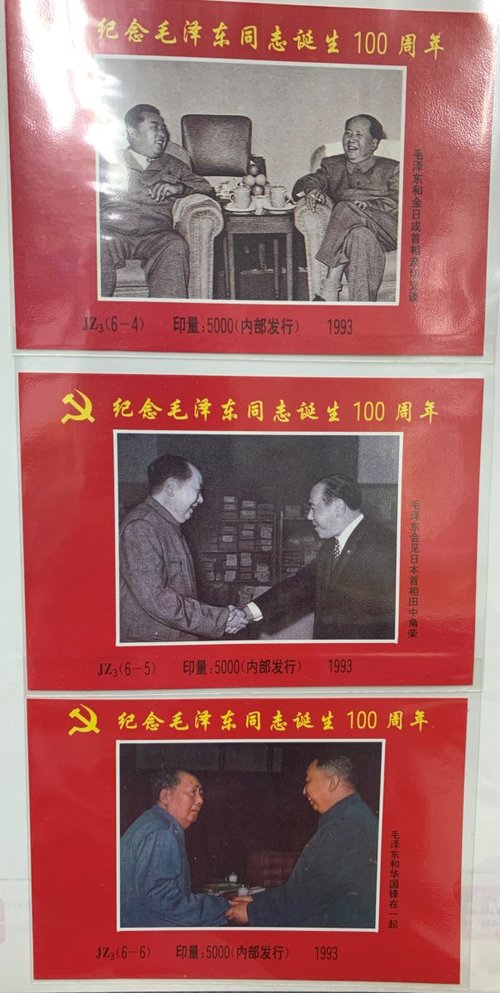 纪念毛泽东同志诞生100周年
毛泽东和金日成首相亲切交谈
JZ₃(6-4) 印量:5000(内部发行) 1993
纪念毛泽东同志诞生100周年
毛泽东会见日本首相田中角荣
JZ₃(6-5) 印量:5000(内部发行) 1993
纪念毛泽东同志诞生100周年
毛泽东和华国锋在一起
JZ₃(6-6) 印量:5000(内部发行) 1993